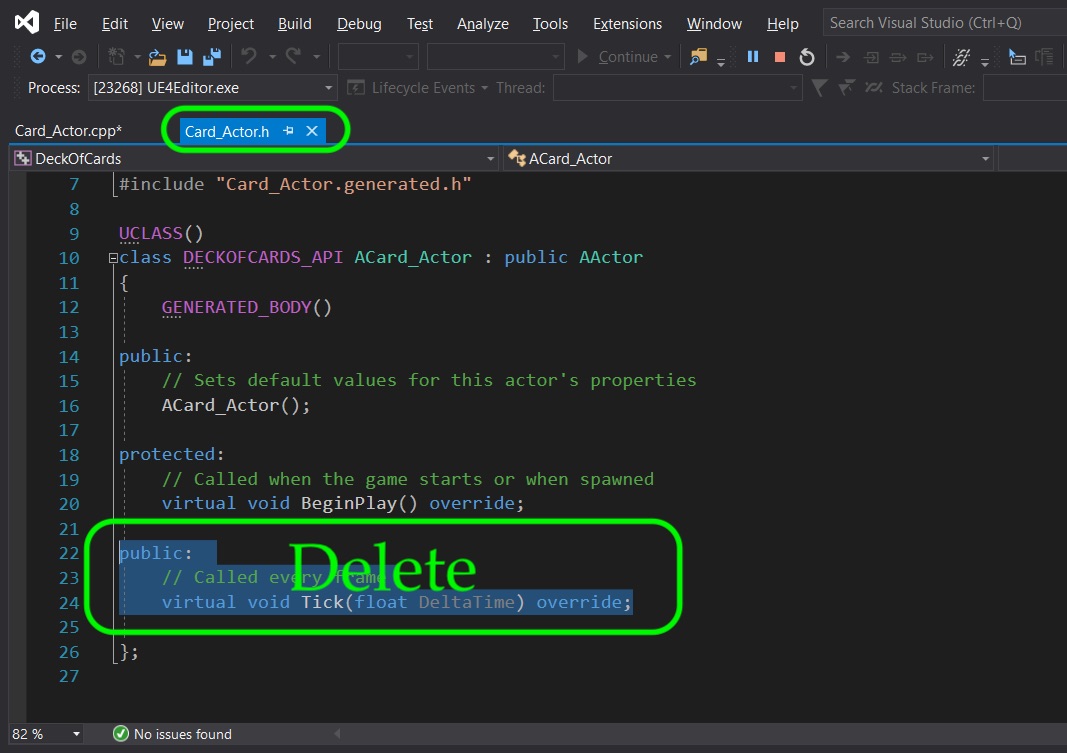 File Edit View Project Build Debug Test Analyze Tools Extensions Window Help Search Visual Studio (Ctrl+Q)
Continue
Process: [23268] UE4Editor.exe Lifecycle Events Thread: Stack Frame:
Card_Actor.cpp* Card_Actor.h
DeckOfCards ACard_Actor
7 #include "Card_Actor.generated.h"
8
9 UCLASS()
10 class DECKOFCARDS_API ACard_Actor : public AActor
11 {
12 GENERATED_BODY()
13
14 public:
15 // Sets default values for this actor's properties
16 ACard_Actor();
17
18 protected:
19 // Called when the game starts or when spawned
20 virtual void BeginPlay() override;
21
22 public:
Delete
23 // Called every frame
24 virtual void Tick(float DeltaTime) override;
25
26 };
27
82 % No issues found